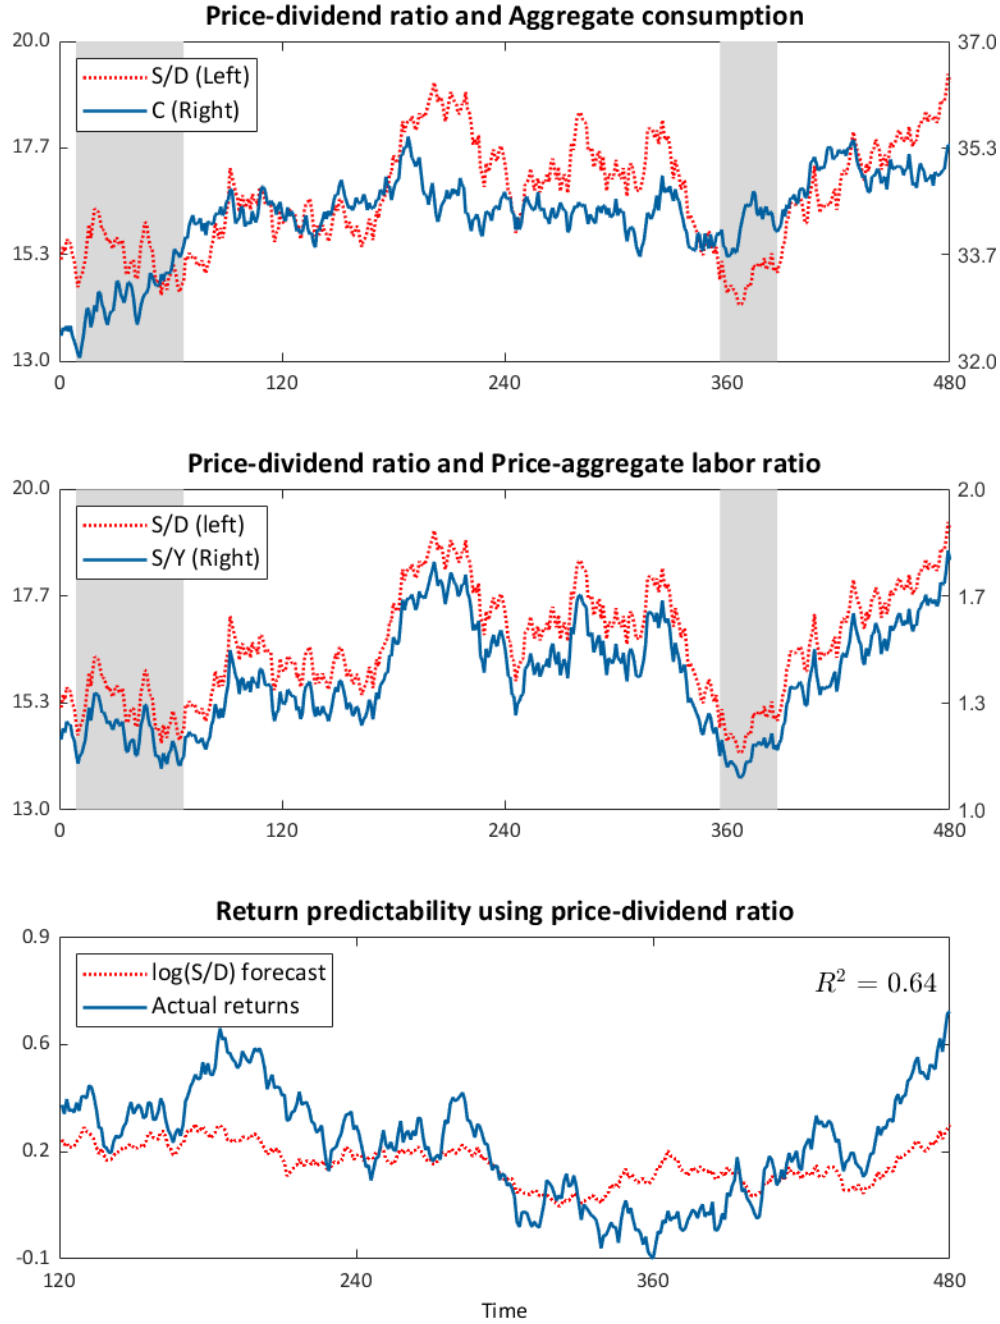 Price-dividend ratio and Aggregate consumption
20.0 37.0
S/D (Left)
C (Right)
17.7 35.3
15.3 33.7
13.0 32.0
0 120 240 360 480
Price-dividend ratio and Price-aggregate labor ratio
20.0 2.0
S/D (left)
S/Y (Right)
17.7 1.7
15.3 1.3
13.0 1.0
0 120 240 360 480
Return predictability using price-dividend ratio
0.9
log(S/D) forecast
R² = 0.64
Actual returns
0.6
0.2
-0.1
120 240 360 480
Time